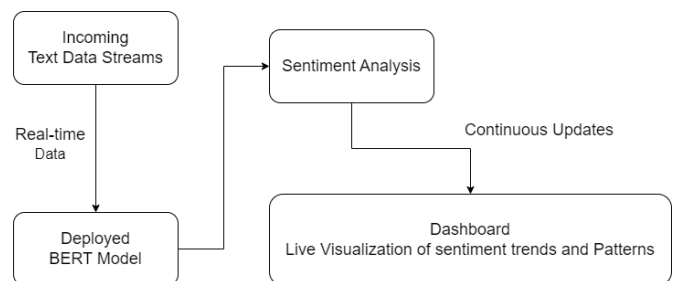 Incoming
Text Data Streams
Real-time
Data
Deployed
BERT Model
Sentiment Analysis
Continuous Updates
Dashboard
Live Visualization of sentiment trends and Patterns